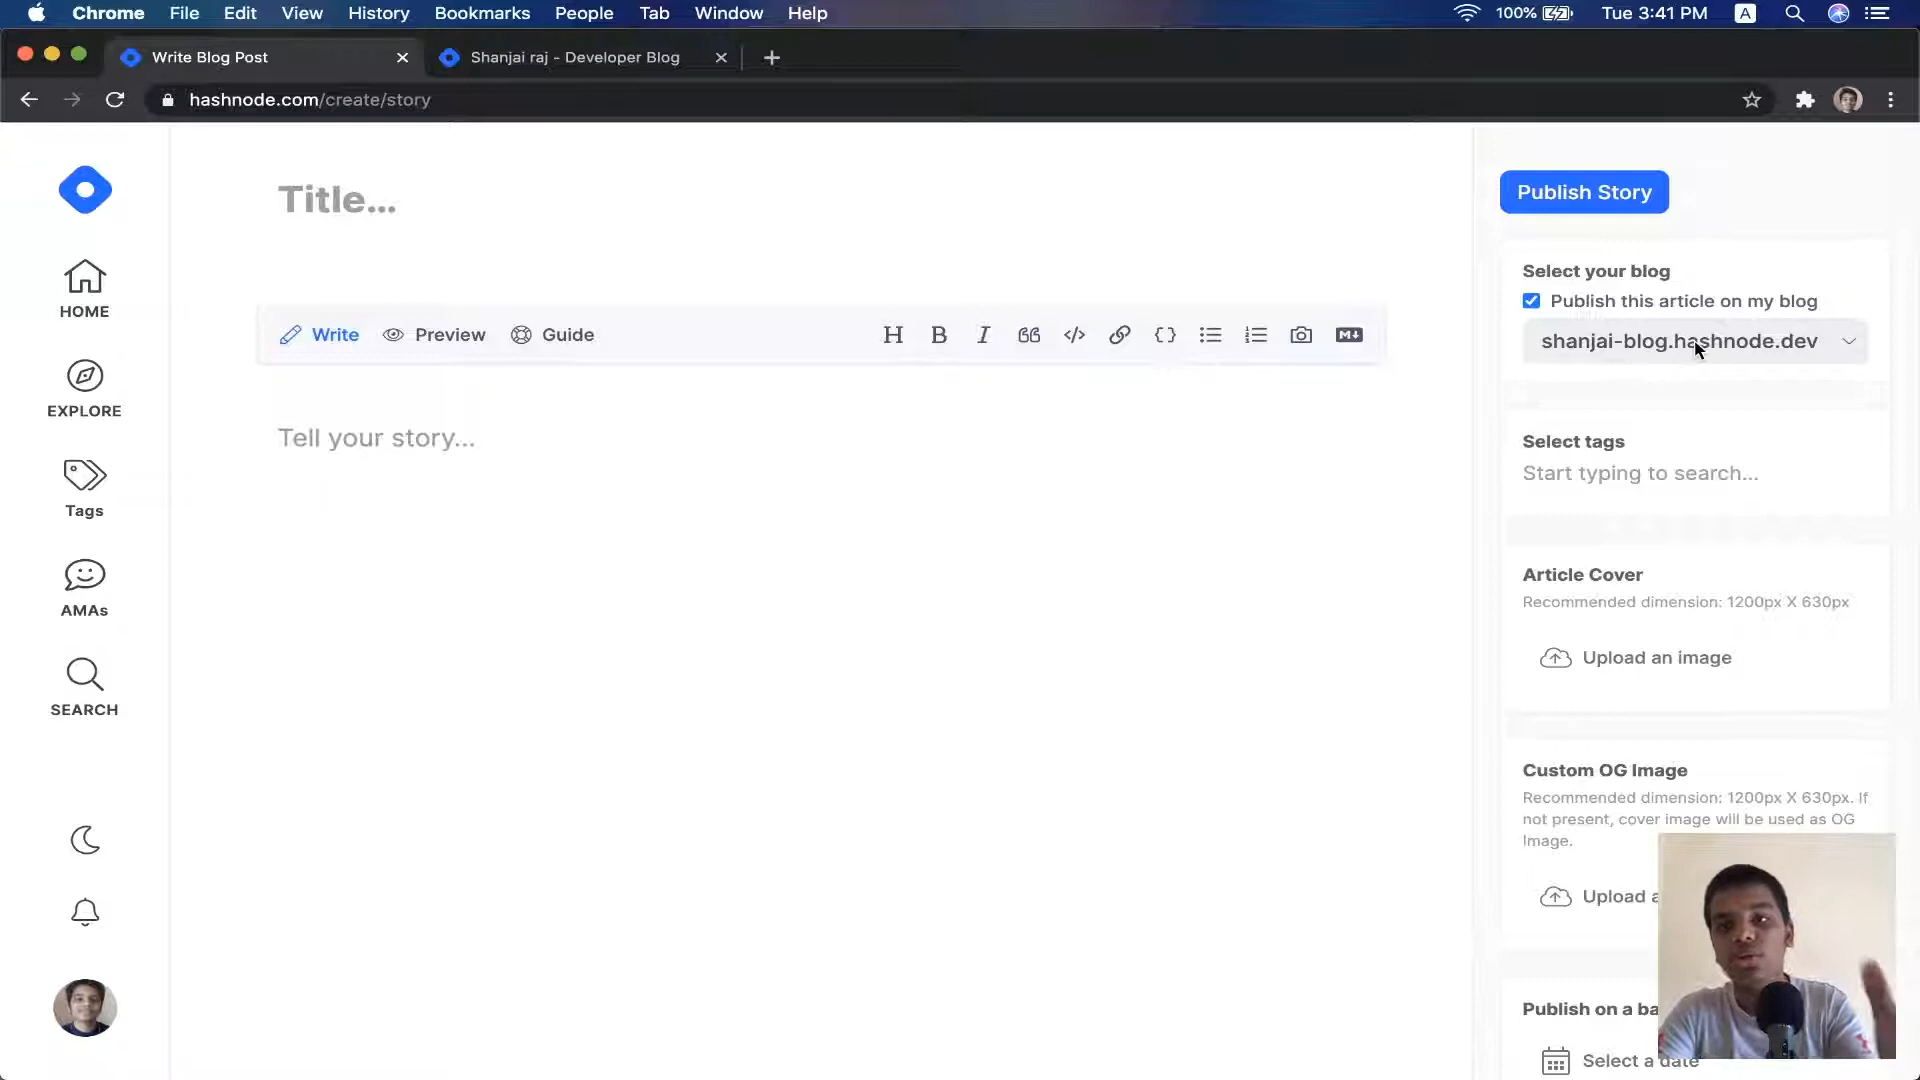 Chrome File Edit View History Bookmarks People Tab Window Help 100% Tue 3:41 PM A
Write Blog Post Shanjai raj - Developer Blog
hashnode.com/create/story
HOME
EXPLORE
Tags
AMAs
SEARCH
Title...
Write Preview Guide H B I M↓
Tell your story...
Publish Story
Select your blog
Publish this article on my blog
shanjai-blog.hashnode.dev
Select tags
Start typing to search...
Article Cover
Recommended dimension: 1200px X 630px
Upload an image
Custom OG Image
Recommended dimension: 1200px X 630px. If
not present, cover image will be used as OG
Image.
Upload a
Publish on a ba
Select a date